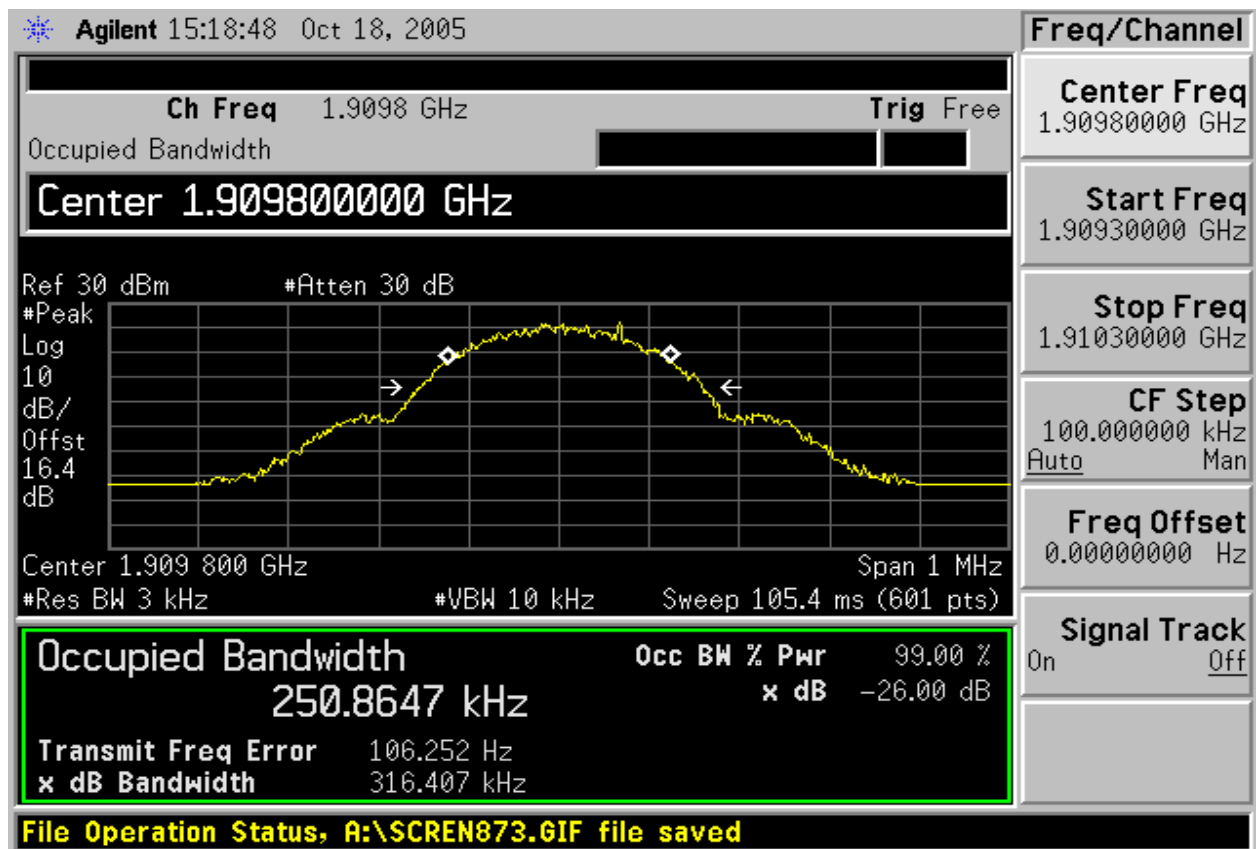 Agilent 15:18:48 Oct 18, 2005
Freq/Channel
Ch Freq 1.9098 GHz
Trig Free
Occupied Bandwidth
Center 1.909800000 GHz
Ref 30 dBm
#Atten 30 dB
#Peak
Log
10
dB/
Offst
16.4
dB
Center 1.909 800 GHz
Span 1 MHz
#Res BW 3 kHz
#VBW 10 kHz
Sweep 105.4 ms (601 pts)
Occupied Bandwidth
250.8647 kHz
Occ BW % Pwr 99.00 %
x dB -26.00 dB
Transmit Freq Error 106.252 Hz
x dB Bandwidth 316.407 kHz
File Operation Status, A:\SCREN873.GIF file saved
Center Freq
1.90980000 GHz
Start Freq
1.90930000 GHz
Stop Freq
1.91030000 GHz
CF Step
100.000000 kHz
Auto Man
Freq Offset
0.00000000 Hz
Signal Track
On Off